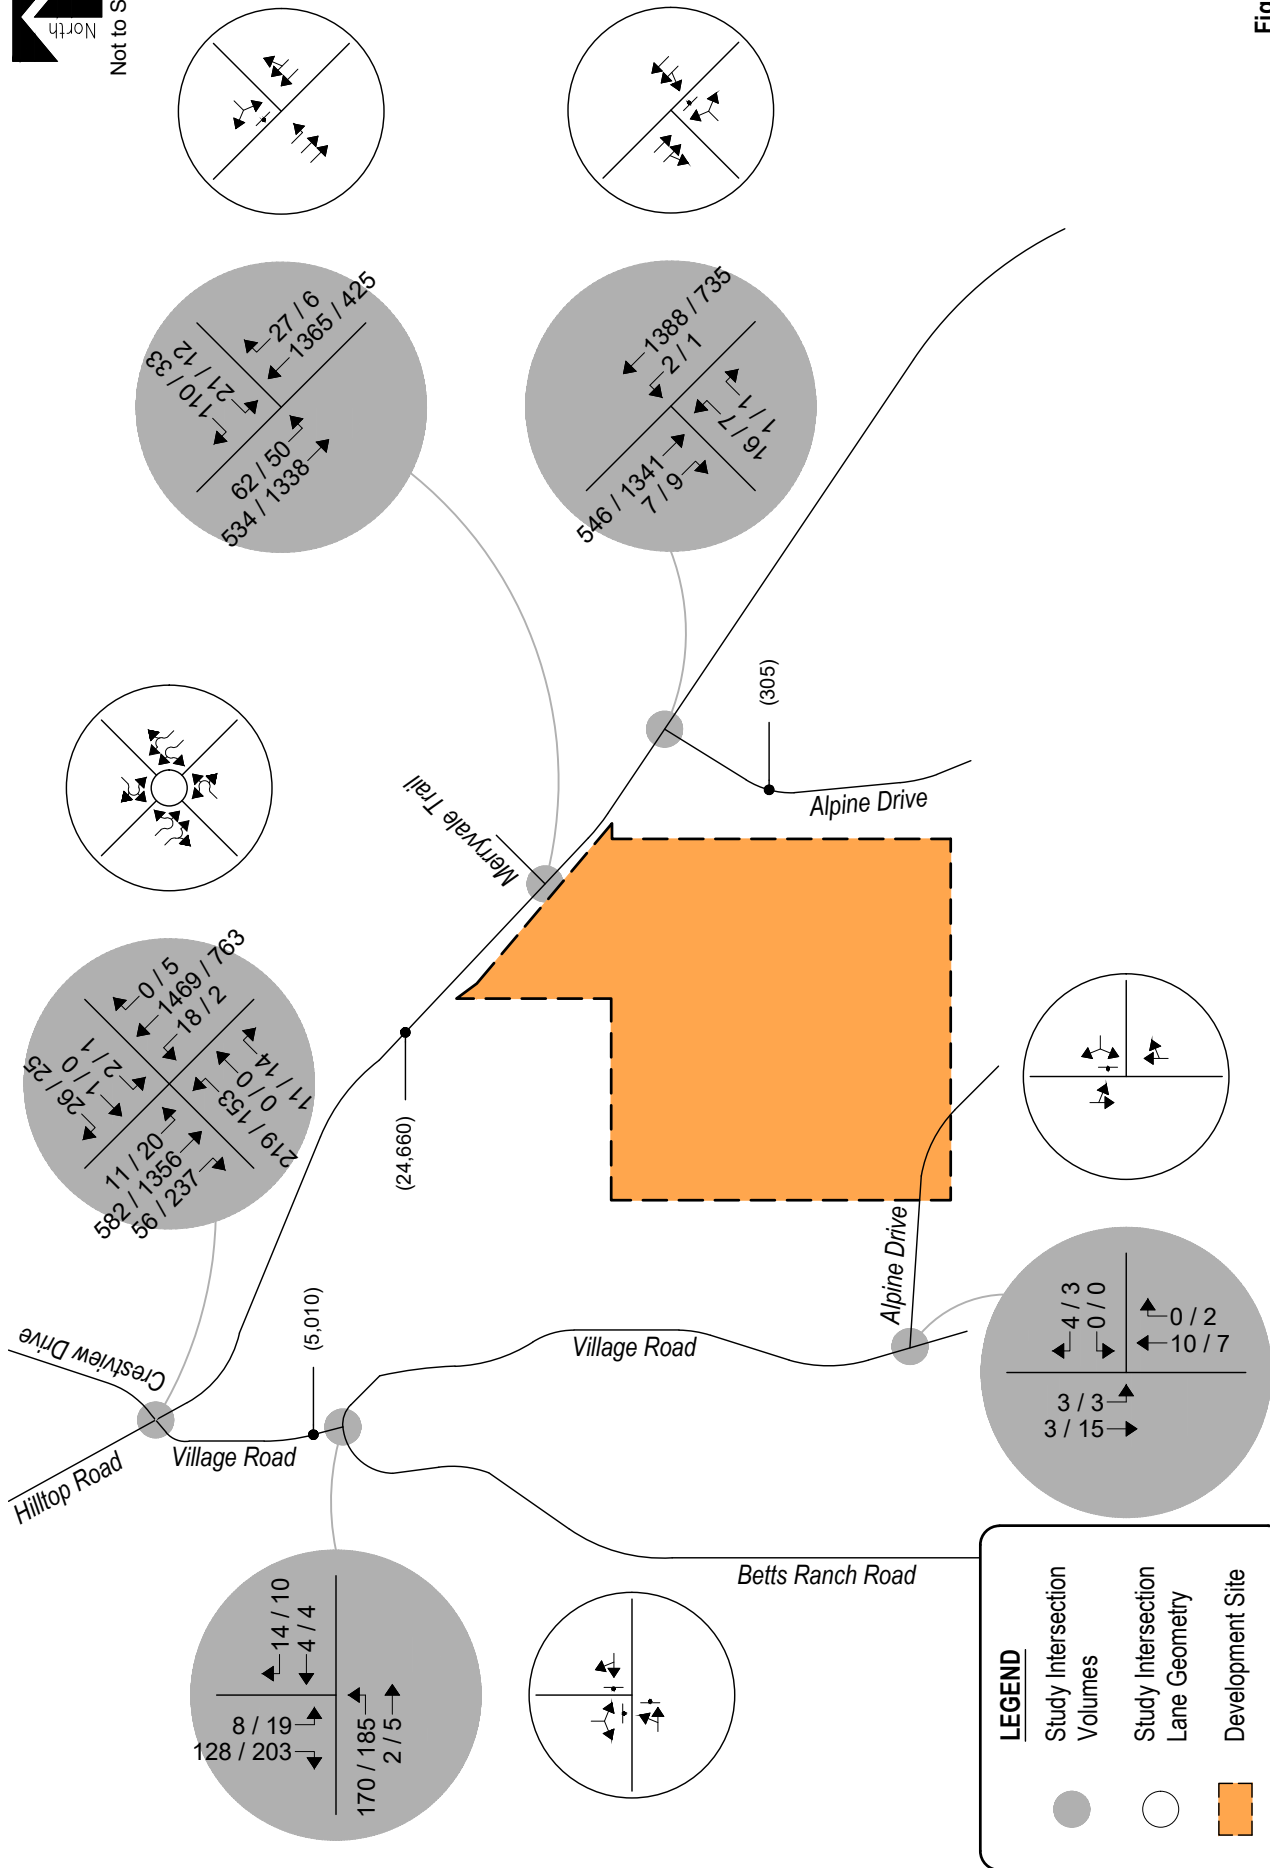 North
Not to S
Fig
110 / 33
21 / 12
27 / 6
1365 / 425
62 / 50
534 / 1338
1388 / 735
2 / 1
546 / 1341
7 / 9
16 / 7
1 / 1
26 / 25
1 / 0
2 / 1
0 / 5
1469 / 763
18 / 2
11 / 20
582 / 1356
56 / 237
219 / 153
0 / 0
11 / 14
Merryvale Trail
(305)
Alpine Drive
(24,660)
Crestview Drive
Hilltop Road
(5,010)
Village Road
Village Road
Alpine Drive
Betts Ranch Road
4 / 3
0 / 0
0 / 2
10 / 7
3 / 3
3 / 15
14 / 10
4 / 4
8 / 19
128 / 203
170 / 185
2 / 5
LEGEND
Study Intersection
Volumes
Study Intersection
Lane Geometry
Development Site